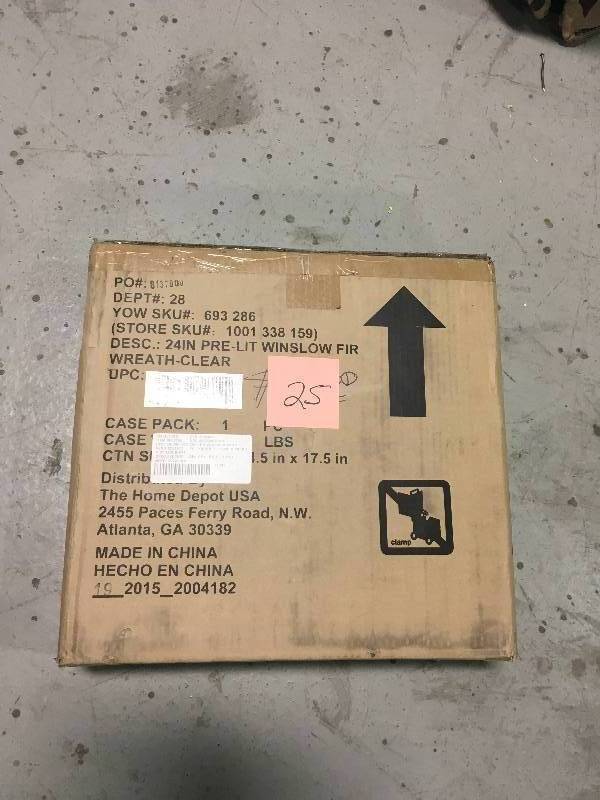 PO#:
DEPT#: 28
YOW SKU#: 693 286
(STORE SKU#: 1001 338 159)
DESC.: 24IN PRE-LIT WINSLOW FIR
WREATH-CLEAR
UPC:
25
CASE PACK: 1
CASE LBS
CTN 4.5 in x 17.5 in
The Home Depot USA
2455 Paces Ferry Road, N.W.
Atlanta, GA 30339
MADE IN CHINA
HECHO EN CHINA
19_2015_2004182
clamp